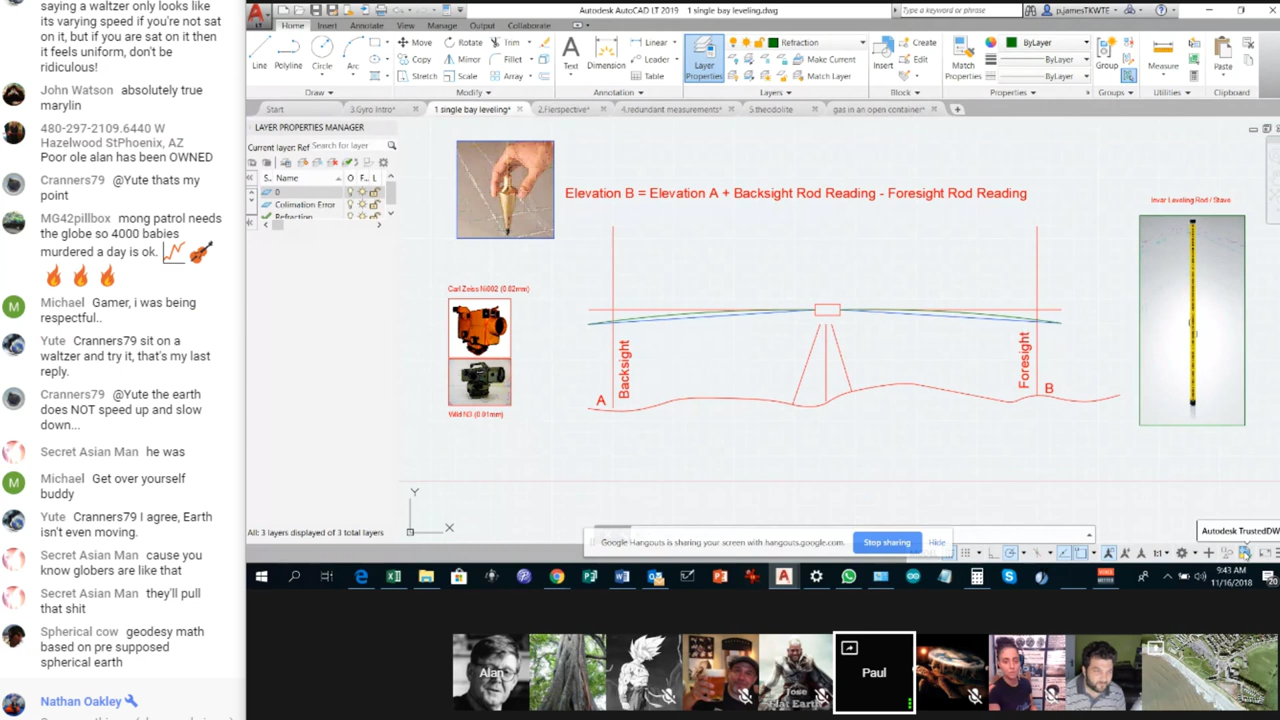 saying a waltzer only looks like
its varying speed if you're not sat
on it, but if you are sat on it then
it feels uniform, don't be
ridiculous!
John Watson absolutely true
marylin
480-297-2109.6440 W
Hazelwood StPhoenix, AZ
Poor ole alan has been OWNED
Cranners79 @Yute thats my
point
MG42pillbox mong patrol needs
the globe so 4000 babies
murdered a day is ok.
Michael Gamer, i was being
respectful..
Yute Cranners79 sit on a
waltzer and try it, that's my last
reply.
Cranners79 @Yute the earth
does NOT speed up and slow
down...
Secret Asian Man he was
Michael Get over yourself
buddy
Yute Cranners79 I agree, Earth
isn't even moving.
Secret Asian Man cause you
know globers are like that
Secret Asian Man they'll pull
that shit
Spherical cow geodesy math
based on pre supposed
spherical earth
Nathan Oakley
Autodesk AutoCAD LT 2019 1 single bay leveling.dwg
Type a keyword or phrase
p.jamesTKWTE
Home Insert Annotate View Manage Output Collaborate
Line Polyline Circle Arc
Move Rotate Trim
Copy Mirror Fillet
Stretch Scale Array
Text Dimension
Linear
Leader
Table
Layer
Properties
Refraction
Make Current
Match Layer
Insert
Create
Edit
Match
Properties
ByLayer
ByLayer
ByLayer
Group
Measure
Paste
Draw Modify Annotation Layers Block Properties Groups Utilities Clipboard
Start 3.Gyro Intro* 1 single bay leveling* 2.Flerspective* 4.redundant measurements* 5.theodolite gas in an open container*
LAYER PROPERTIES MANAGER
Current layer: Ref Search for layer
S.. Name O F.. L
0
Colimation Error
Refraction
All: 3 layers displayed of 3 total layers
Elevation B = Elevation A + Backsight Rod Reading - Foresight Rod Reading
Invar Leveling Rod / Stave
Carl Zeiss Ni002 (0.02mm)
Wild N3 (0.01mm)
A
Backsight
Foresight
B
Y
X
Google Hangouts is sharing your screen with hangouts.google.com.
Stop sharing
Hide
Autodesk TrustedDW
1:1
9:43 AM
11/16/2018
20
Alan
Paul